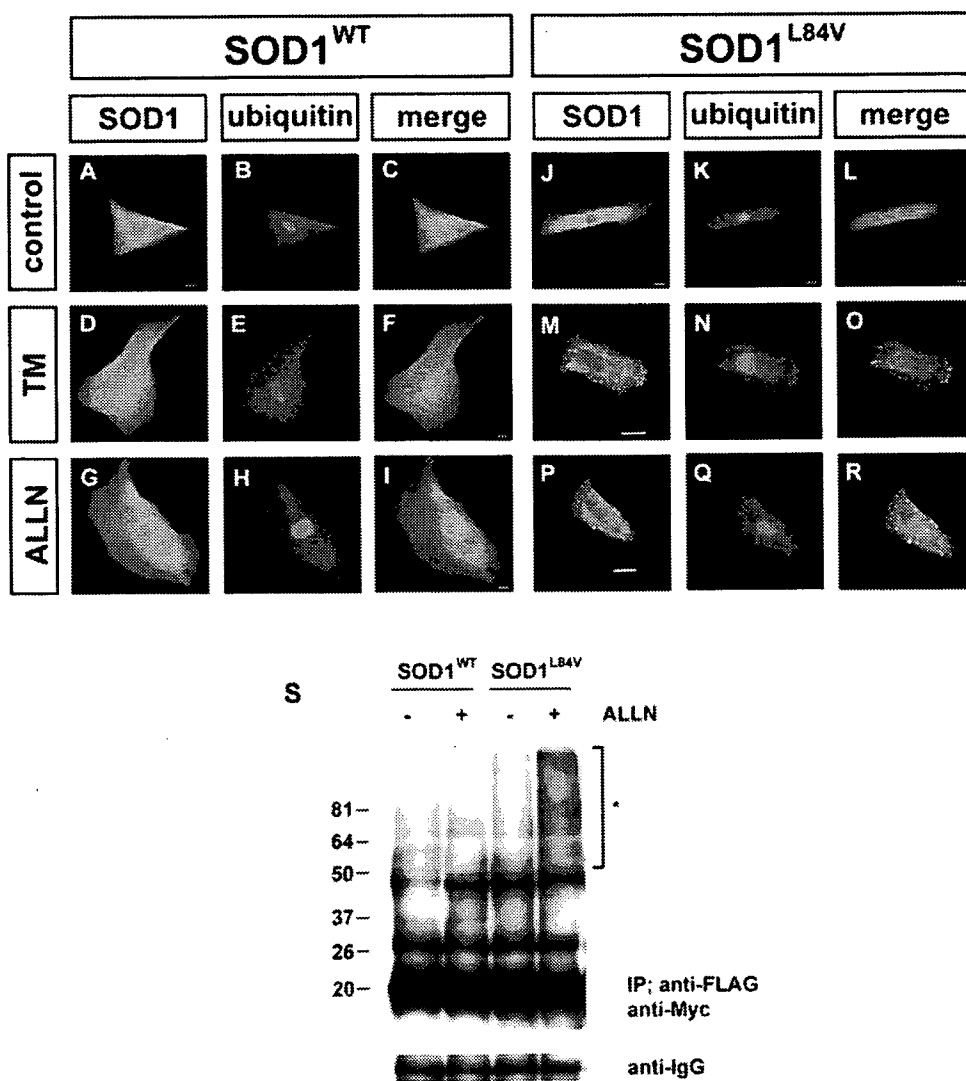 SOD1WT SOD1L84V
SOD1 ubiquitin merge SOD1 ubiquitin merge
control A B C J K L
TM D E F M N O
ALLN G H I P Q R
S SOD1WT SOD1L84V
- + - + ALLN
*
81
64
50
37
26
20
IP; anti-FLAG
anti-Myc
anti-IgG